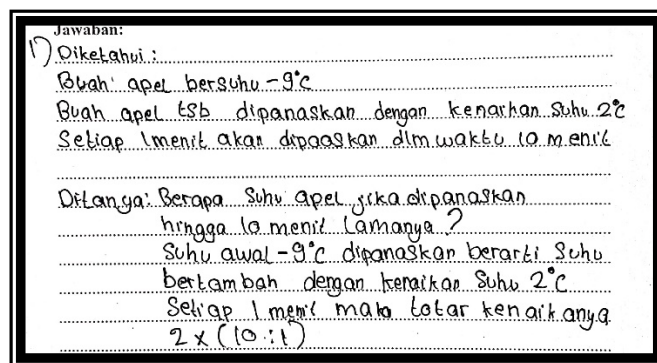 Jawaban:
1) Diketahui :
Buah apel bersuhu -9°C
Buah apel tsb dipanaskan dengan kenarhan suhu 2°C
Setiap 1menit akan dipaaskan dlm waktu 10 menit
Ditanya: Berapa Suhu apel jika dipanaskan
hingga 10 menit Lamanya ?
Suhu awal -9°C dipanaskan berarti Suhu
bertambah dengan kenaikan Suhu 2°C
Setiap 1 menit maka totar kenaikanya
2 x (10 : 1)